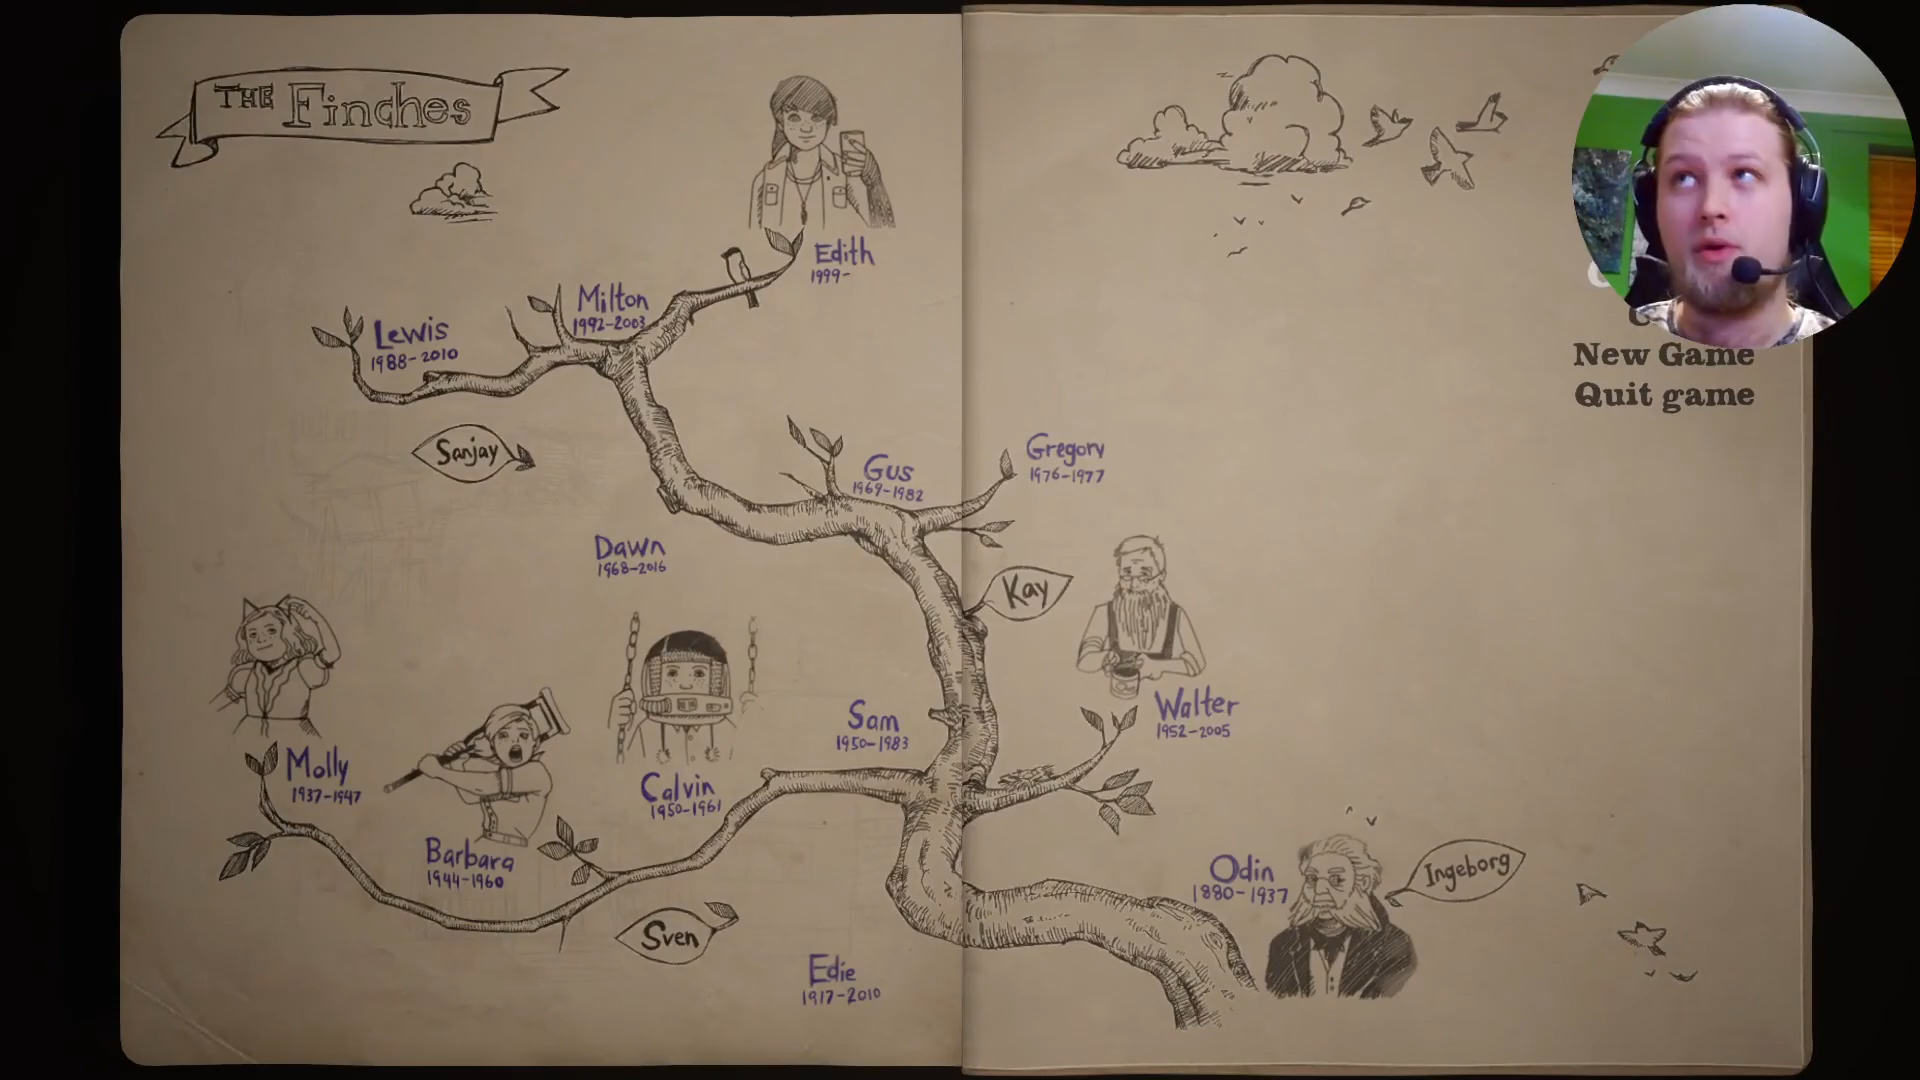 THE Finches
Edith
1999-
Milton
1992-2003
Lewis
1988-2010
New Game
Quit game
Sanjay
Gus
1969-1982
Gregory
1976-1977
Dawn
1968-2016
Kay
Walter
1952-2005
Sam
1950-1983
Molly
1937-1947
Calvin
1950-1961
Barbara
1944-1960
Odin
1880-1937
Ingeborg
Sven
Edie
1917-2010